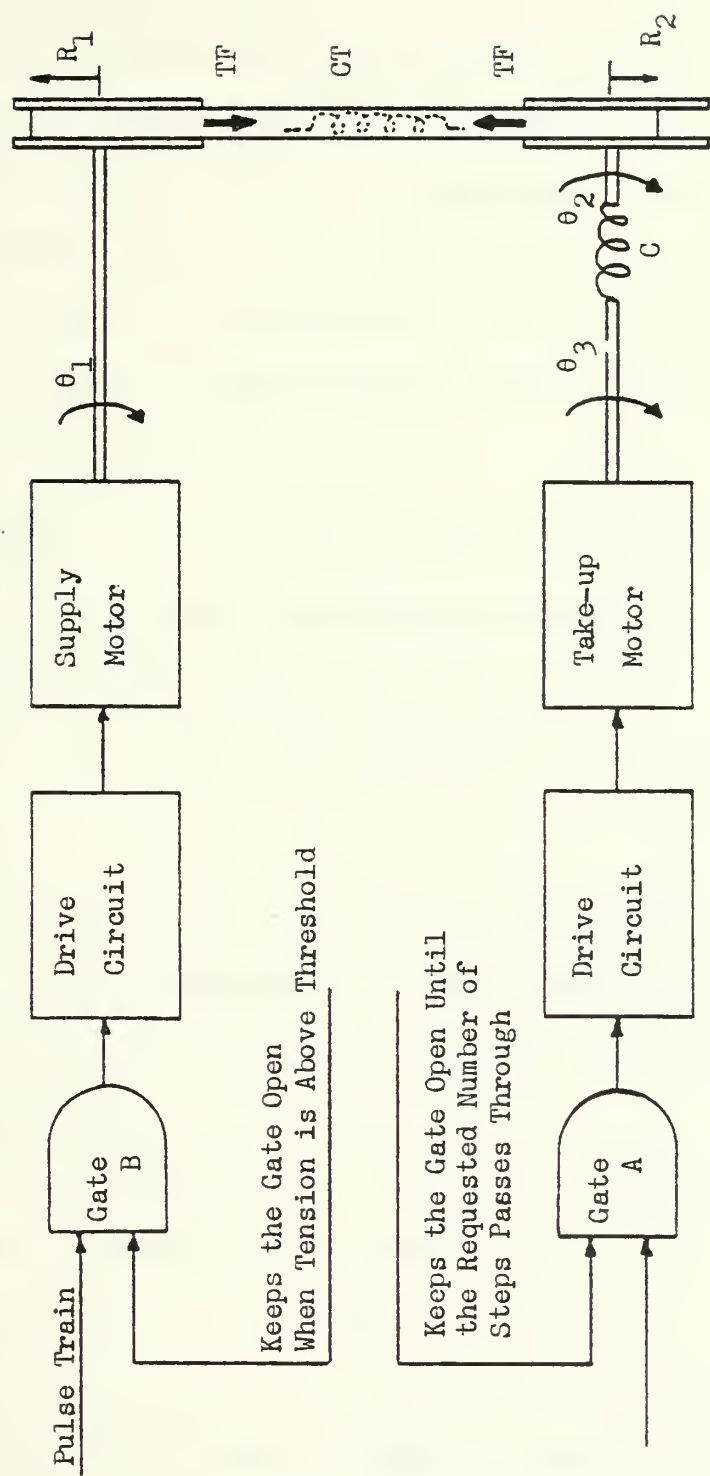 Pulse Train
Gate
B
Drive
Circuit
Supply
Motor
θ1
R1
TF
CT
TF
R2
Keeps the Gate Open
When Tension is Above Threshold
Keeps the Gate Open Until
the Requested Number of
Steps Passes Through
Gate
A
Drive
Circuit
Take-up
Motor
θ3
θ2
C